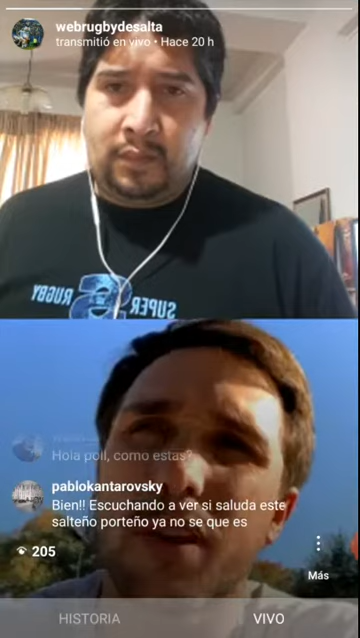 webrugbydesalta
transmitió en vivo • Hace 20 h
SUPER RUGBY
Hola poll, como estas?
pablokantarovsky
Bien!! Escuchando a ver si saluda este
salteño porteño ya no se que es
205
Más
HISTORIA
VIVO